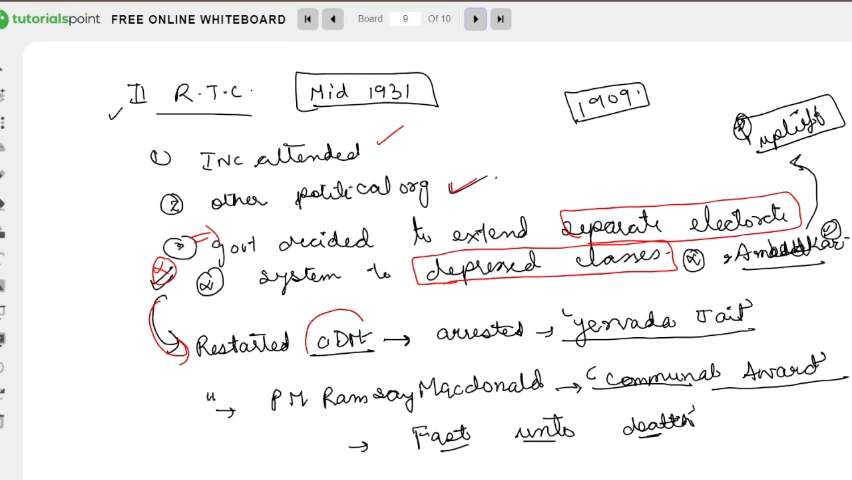 tutorialspoint FREE ONLINE WHITEBOARD Board 9 Of 10
II R.T.C. Mid 1931 1909.
uplift
① INC attended
② other political org
③ govt decided to extend separate electorate
system to depressed classes. Ambedkar
Restarted CDM → arrested → 'Yervada Jail'
" → PM Ramsay Macdonald → 'Communal Award'
→ Fast unto death'